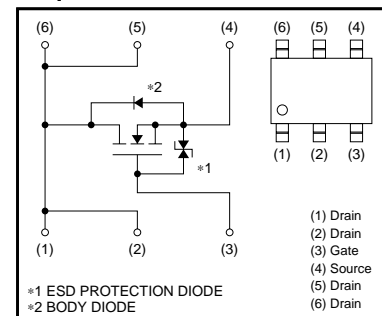 (6) (5) (4) (6) (5) (4)
∗2
∗1
(1) (2) (3)
(1) (2) (3)
(1) Drain
(2) Drain
(3) Gate
(4) Source
(5) Drain
(6) Drain
∗1 ESD PROTECTION DIODE
∗2 BODY DIODE